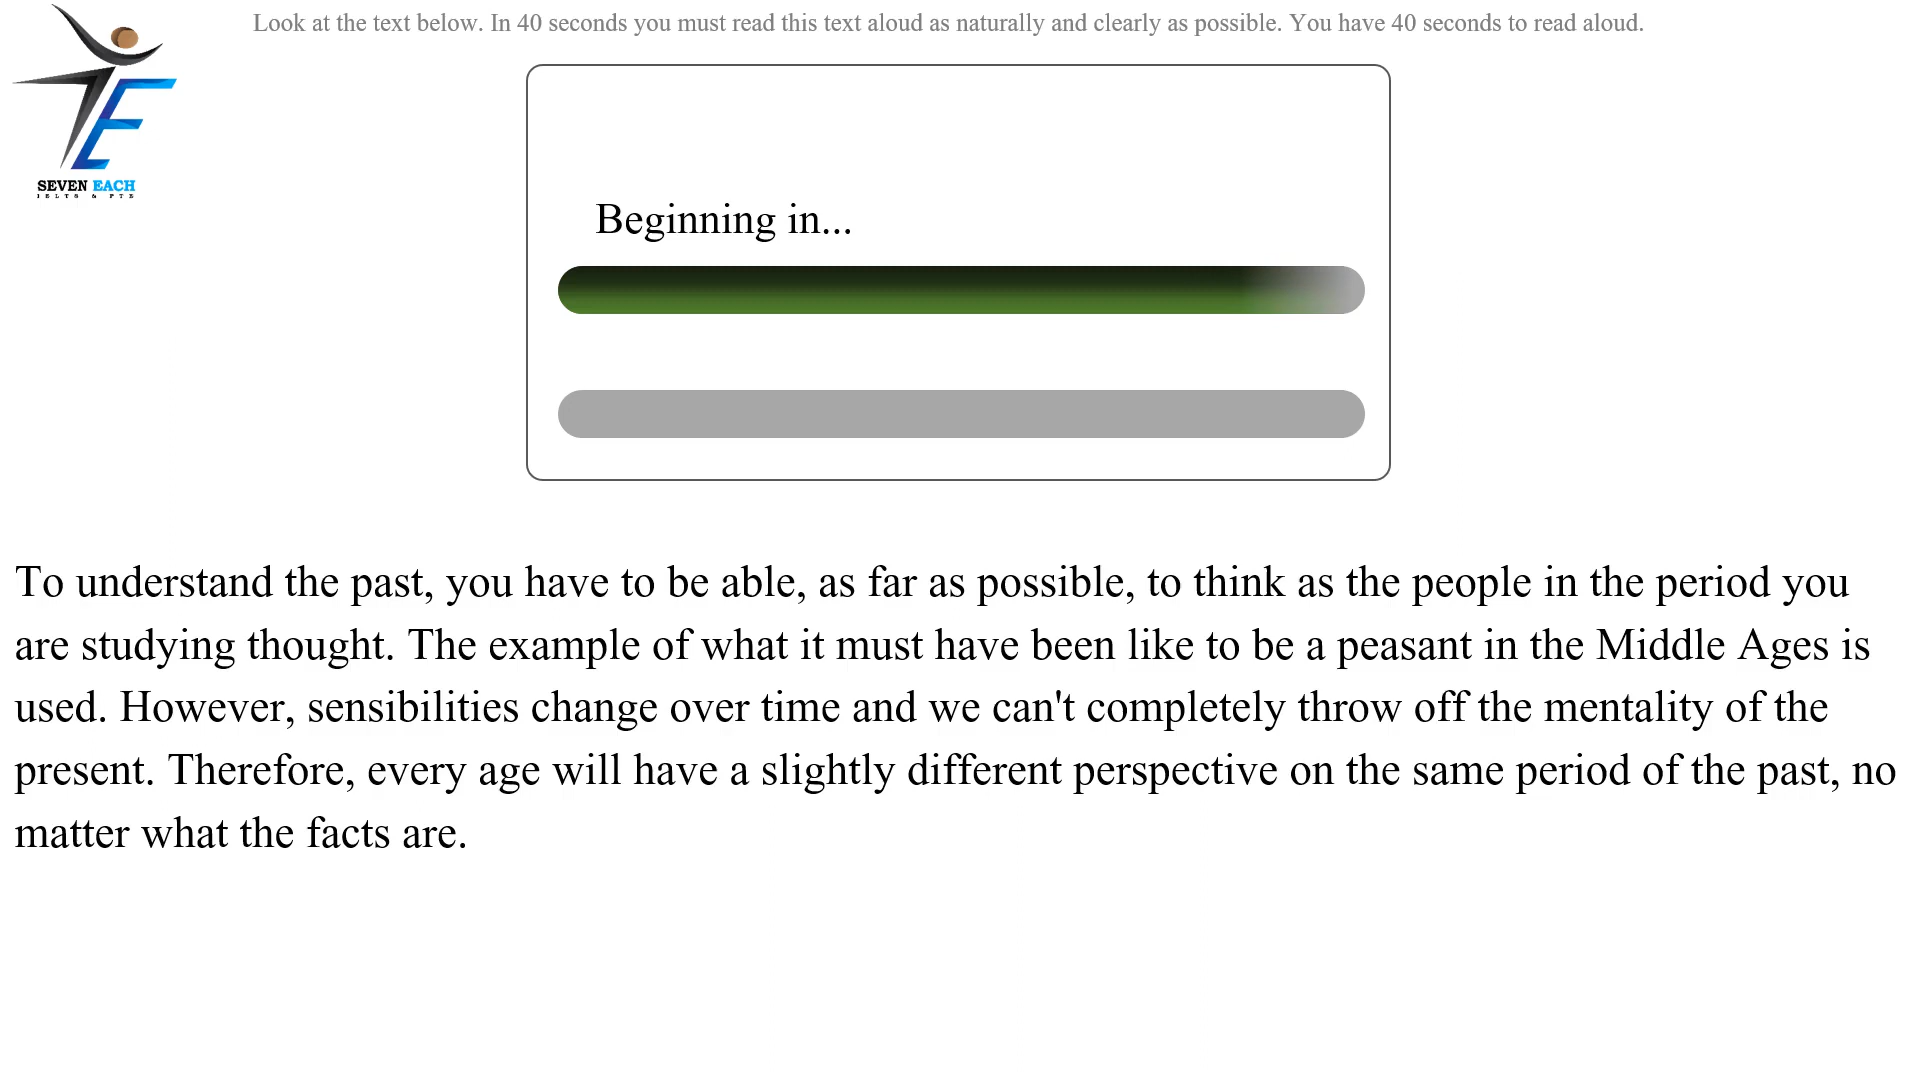 Look at the text below. In 40 seconds you must read this text aloud as naturally and clearly as possible. You have 40 seconds to read aloud.
SEVEN EACH
IELTS & PTE
Beginning in...
To understand the past, you have to be able, as far as possible, to think as the people in the period you
are studying thought. The example of what it must have been like to be a peasant in the Middle Ages is
used. However, sensibilities change over time and we can't completely throw off the mentality of the
present. Therefore, every age will have a slightly different perspective on the same period of the past, no
matter what the facts are.